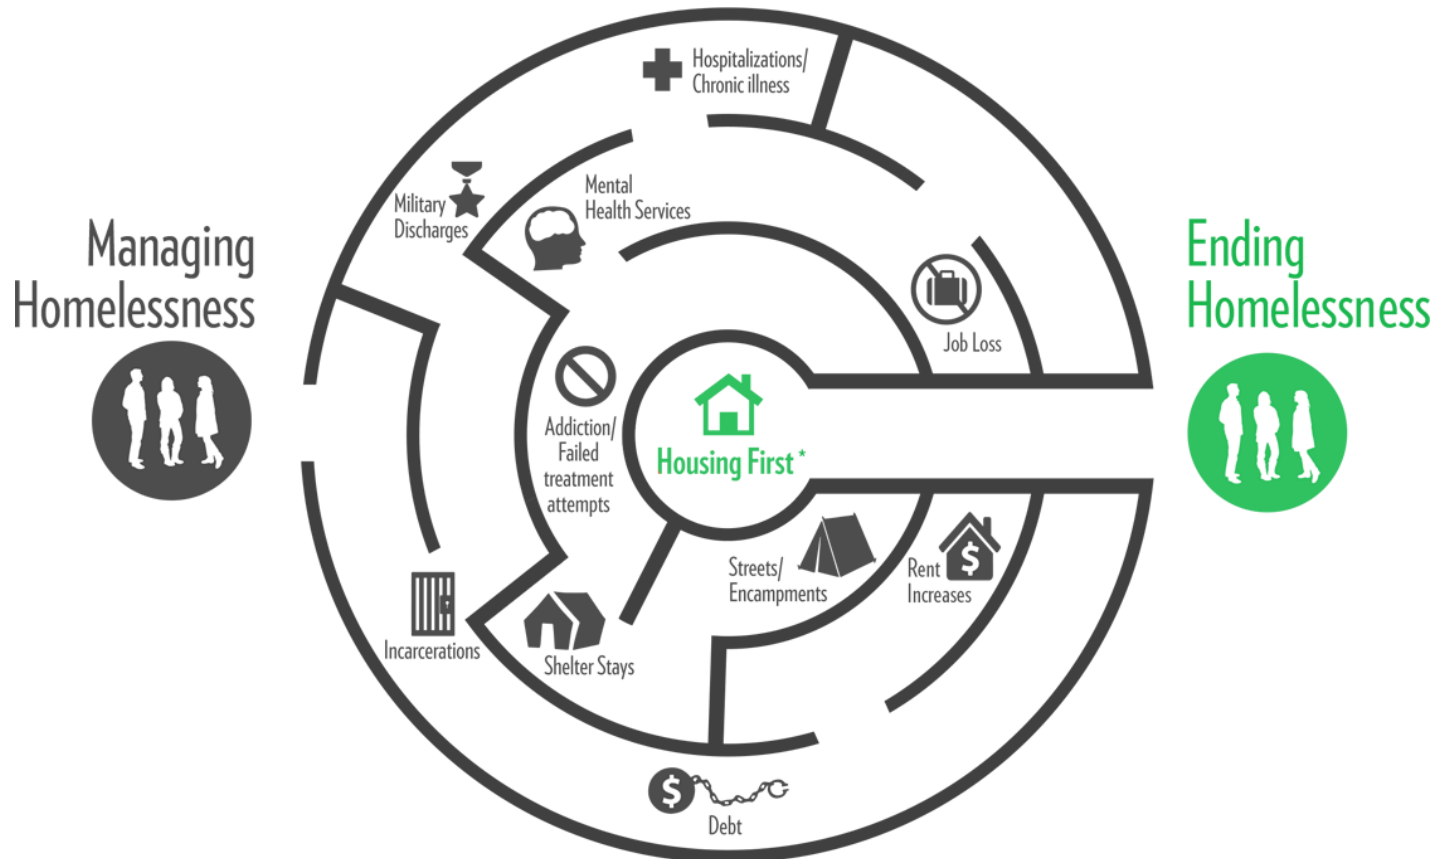 Hospitalizations/
Chronic illness
Military
Discharges
Mental
Health Services
Managing
Homelessness
Ending
Homelessness
Job Loss
Addiction/
Failed
treatment
attempts
Housing First *
Streets/
Encampments
$
Rent
Increases
Incarcerations
Shelter Stays
$
Debt